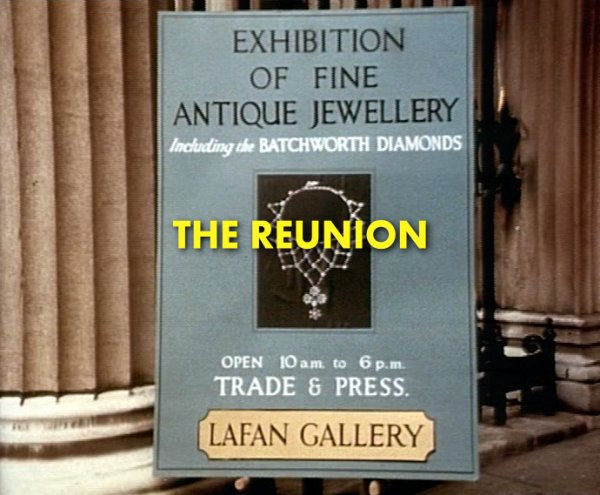 EXHIBITION
OF FINE
ANTIQUE JEWELLERY
Including the BATCHWORTH DIAMONDS
THE REUNION
OPEN 10 a.m. to 6 p.m.
TRADE & PRESS.
LAFAN GALLERY